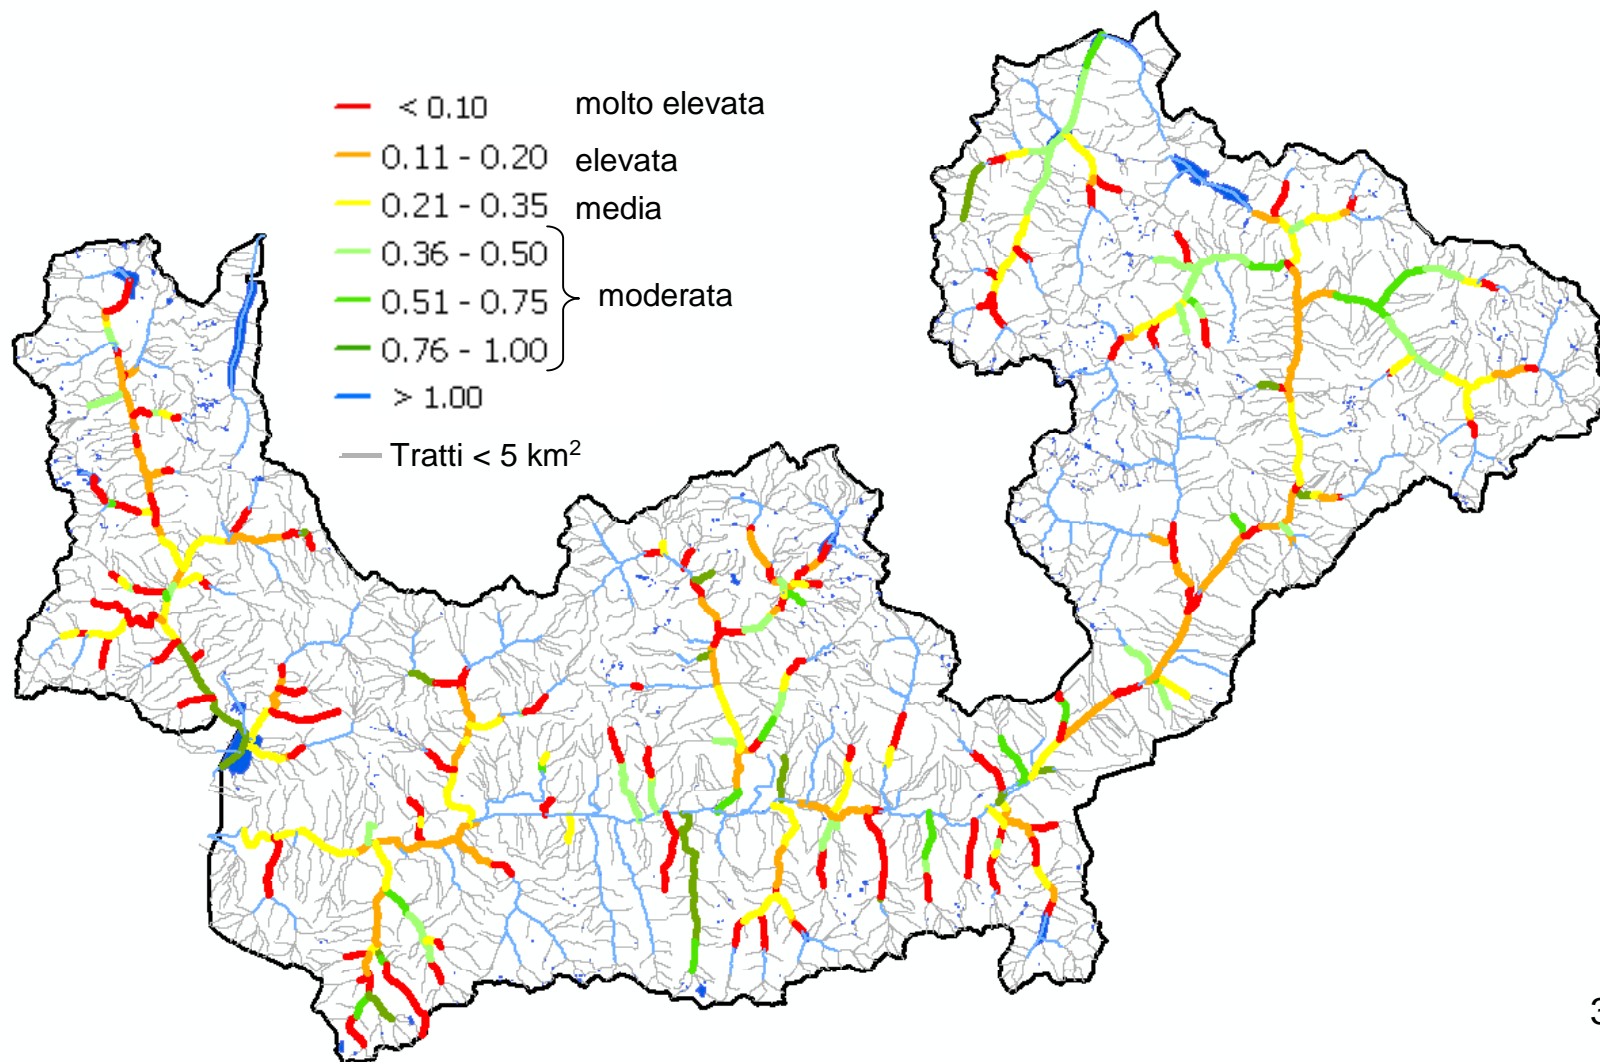 < 0.10 molto elevata
0.11 - 0.20 elevata
0.21 - 0.35 media
0.36 - 0.50
0.51 - 0.75 moderata
0.76 - 1.00
> 1.00
Tratti < 5 km²
3